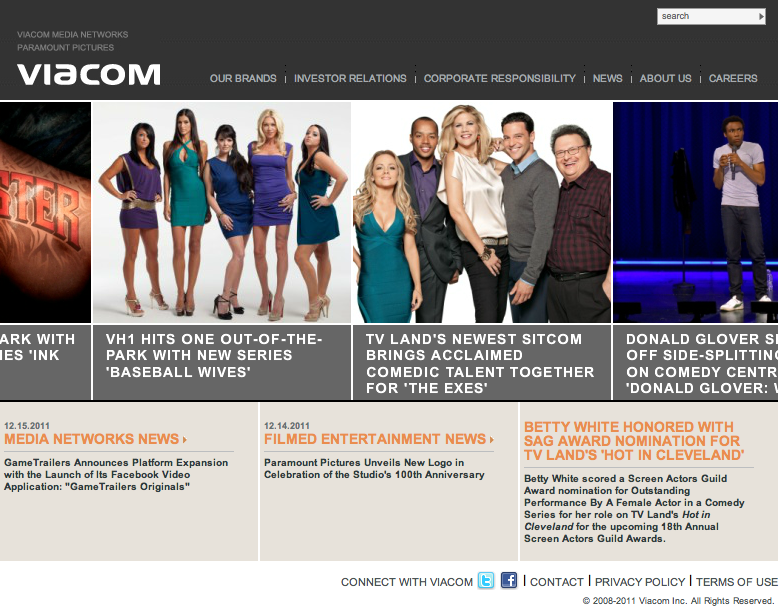 search
VIACOM MEDIA NETWORKS
PARAMOUNT PICTURES
VIACOM
OUR BRANDS | INVESTOR RELATIONS | CORPORATE RESPONSIBILITY | NEWS | ABOUT US | CAREERS
STER
ARK WITH
IES 'INK
VH1 HITS ONE OUT-OF-THE-
PARK WITH NEW SERIES
'BASEBALL WIVES'
TV LAND'S NEWEST SITCOM
BRINGS ACCLAIMED
COMEDIC TALENT TOGETHER
FOR 'THE EXES'
DONALD GLOVER S
OFF SIDE-SPLITTIN
ON COMEDY CENTR
'DONALD GLOVER: W
12.15.2011
MEDIA NETWORKS NEWS
GameTrailers Announces Platform Expansion
with the Launch of Its Facebook Video
Application: "GameTrailers Originals"
12.14.2011
FILMED ENTERTAINMENT NEWS
Paramount Pictures Unveils New Logo in
Celebration of the Studio's 100th Anniversary
BETTY WHITE HONORED WITH
SAG AWARD NOMINATION FOR
TV LAND'S 'HOT IN CLEVELAND'
Betty White scored a Screen Actors Guild
Award nomination for Outstanding
Performance By A Female Actor in a Comedy
Series for her role on TV Land's Hot in
Cleveland for the upcoming 18th Annual
Screen Actors Guild Awards.
CONNECT WITH VIACOM | CONTACT | PRIVACY POLICY | TERMS OF USE
© 2008-2011 Viacom Inc. All Rights Reserved.